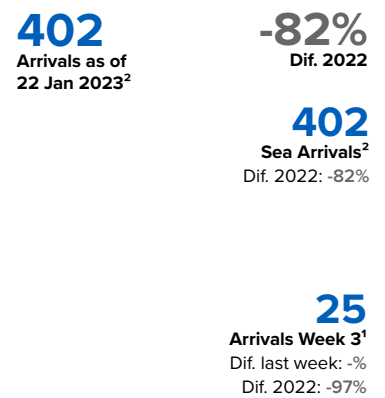 402
Arrivals as of
22 Jan 2023²
-82%
Dif. 2022
402
Sea Arrivals²
Dif. 2022: -82%
25
Arrivals Week 3¹
Dif. last week: -%
Dif. 2022: -97%